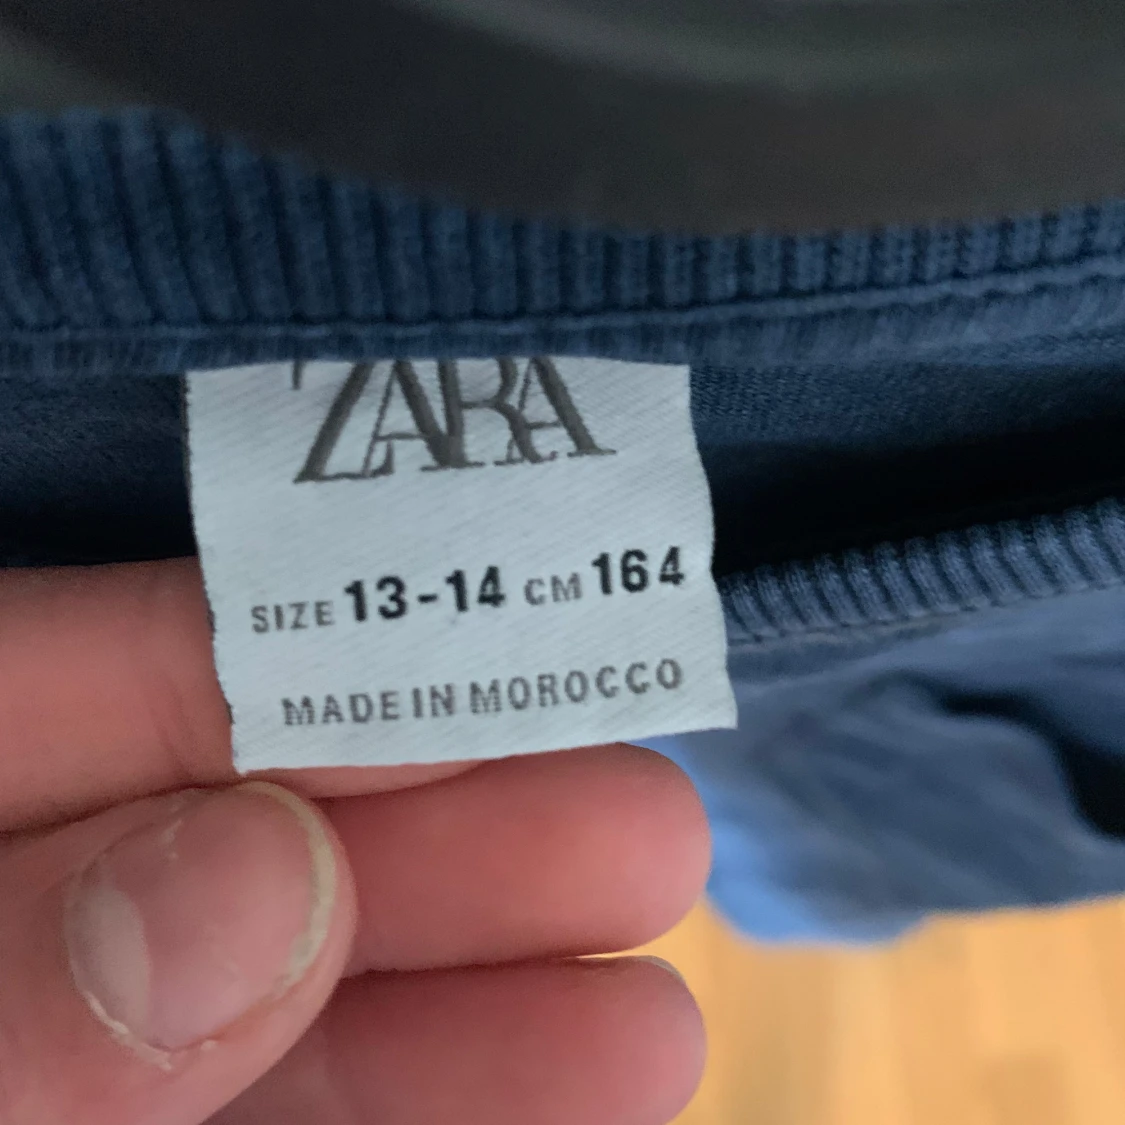 ZARA
SIZE 13-14 CM 164
MADE IN MOROCCO